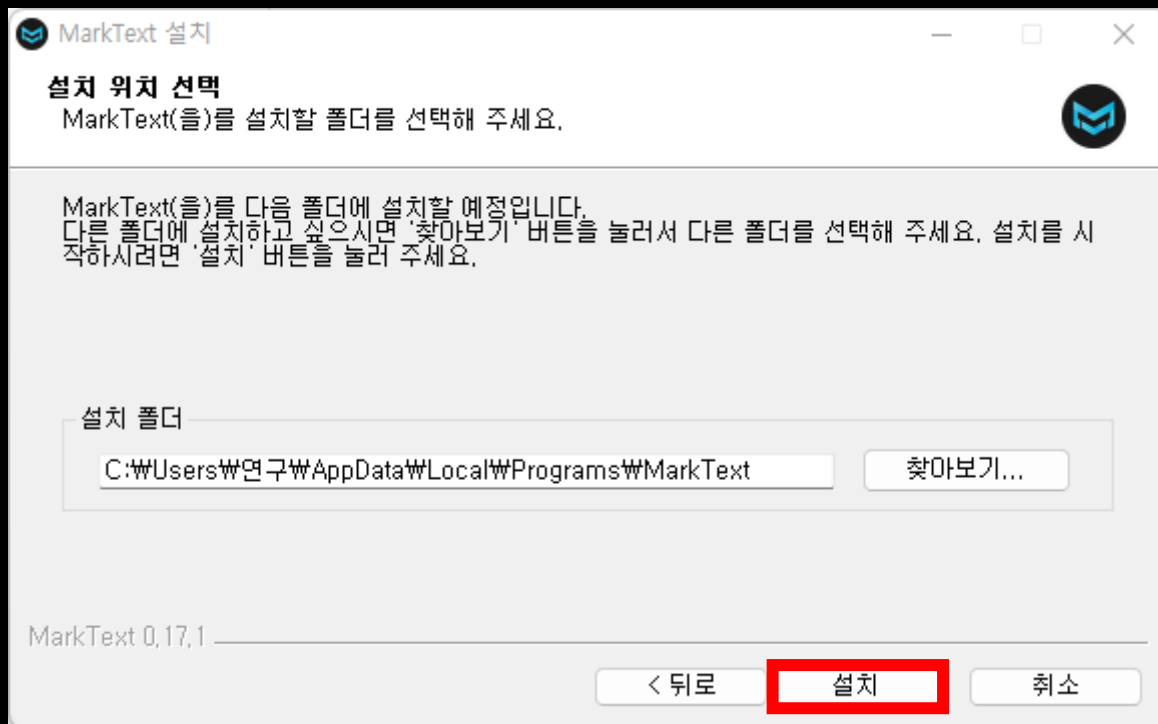 MarkText 설치
설치 위치 선택
MarkText(을)를 설치할 폴더를 선택해 주세요.
MarkText(을)를 다음 폴더에 설치할 예정입니다.
다른 폴더에 설치하고 싶으시면 '찾아보기' 버튼을 눌러서 다른 폴더를 선택해 주세요. 설치를 시
작하시려면 '설치' 버튼을 눌러 주세요.
설치 폴더
C:₩Users₩연구₩AppData₩Local₩Programs₩MarkText
찾아보기...
MarkText 0.17.1
< 뒤로
설치
취소